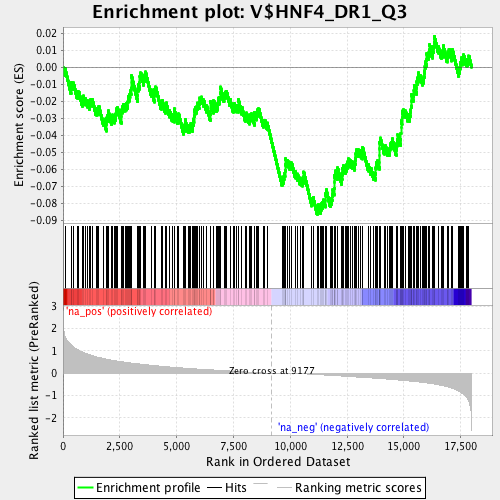 Enrichment plot: V$HNF4_DR1_Q3
Enrichment score (ES)
0.02
0.01
0.00
-0.01
-0.02
-0.03
-0.04
-0.05
-0.06
-0.07
-0.08
-0.09
Ranked list metric (PreRanked)
'na_pos' (positively correlated)
3
2
1
0
-1
-2
Zero cross at 9177
'na_neg' (negatively correlated)
0
2,500
5,000
7,500
10,000
12,500
15,000
17,500
Rank in Ordered Dataset
Enrichment profile
Hits
Ranking metric scores